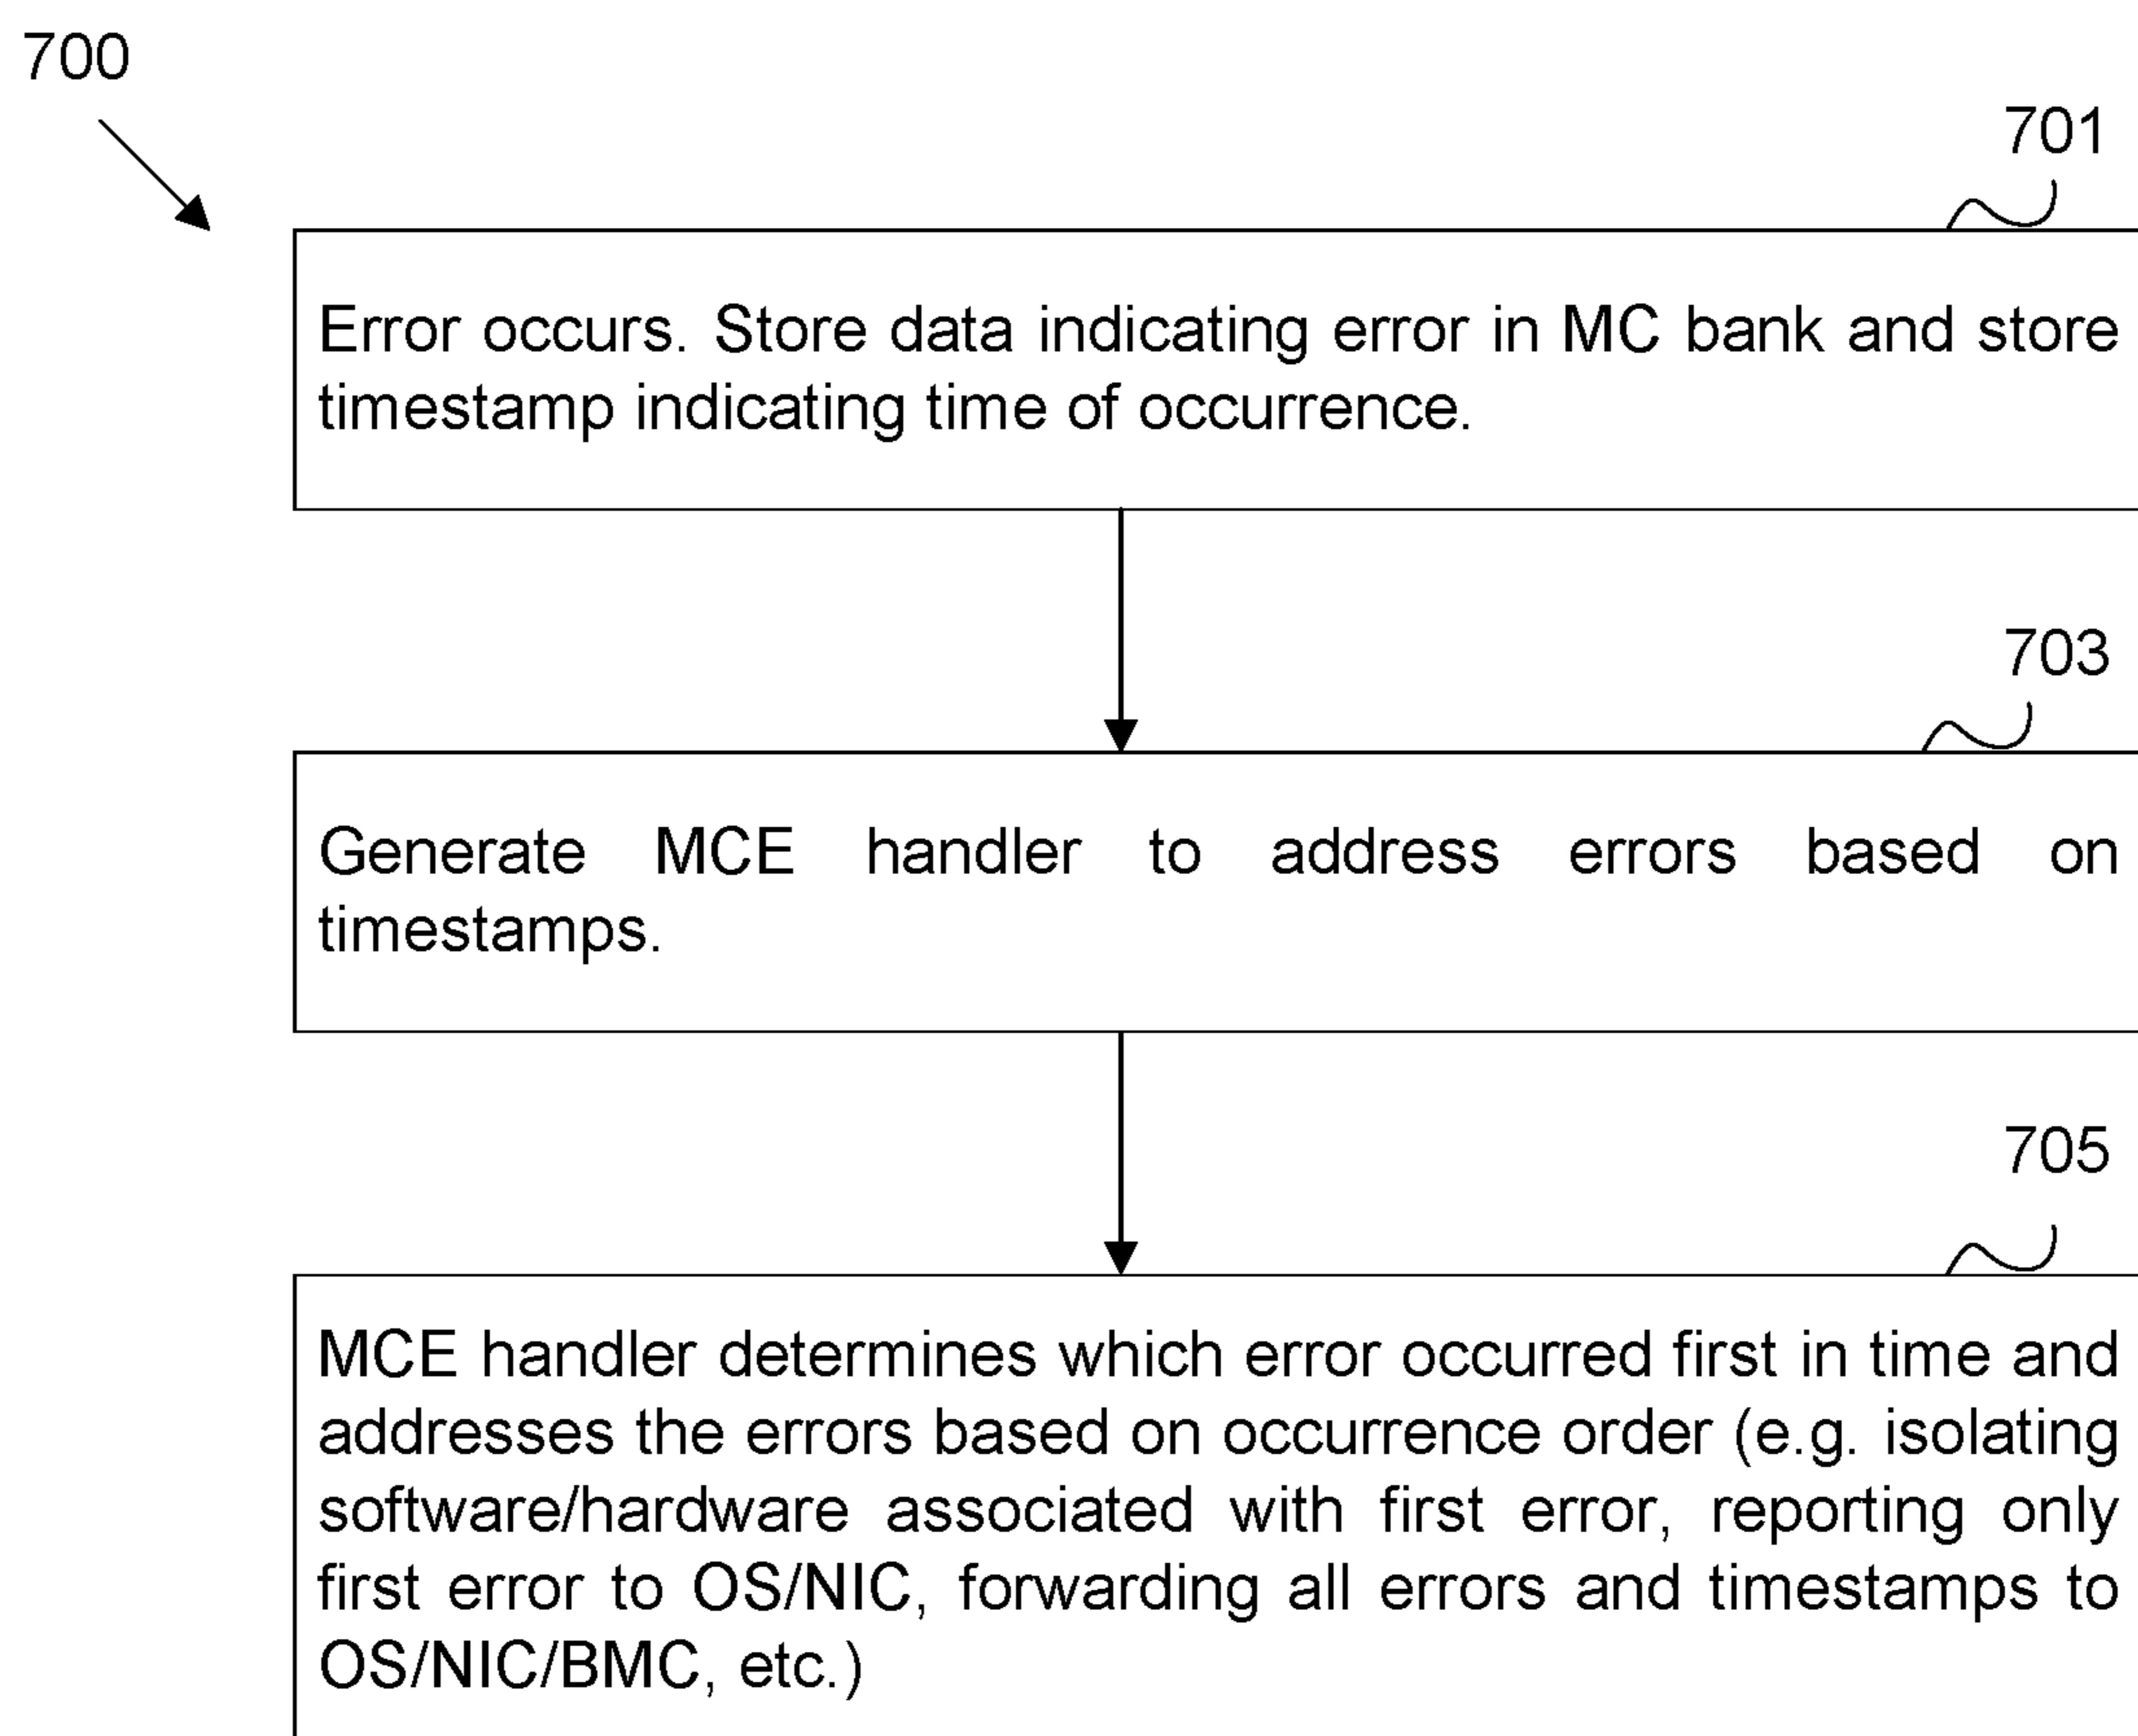 700
701
Error occurs. Store data indicating error in MC bank and store
timestamp indicating time of occurrence.
703
Generate MCE handler to address errors based on
timestamps.
705
MCE handler determines which error occurred first in time and
addresses the errors based on occurrence order (e.g. isolating
software/hardware associated with first error, reporting only
first error to OS/NIC, forwarding all errors and timestamps to
OS/NIC/BMC, etc.)